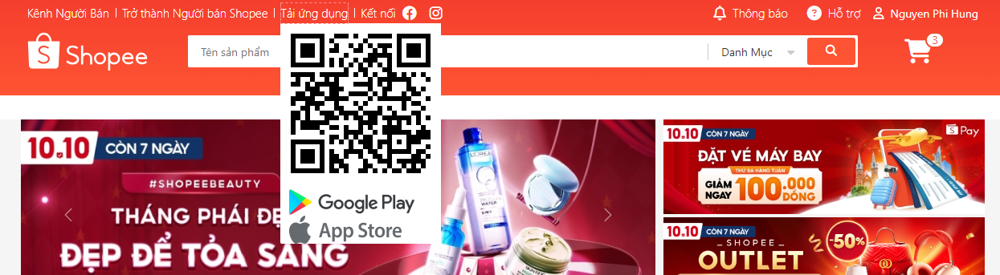 Kênh Người Bán | Trở thành Người bán Shopee | Tải ứng dụng | Kết nối
Thông báo
? Hỗ trợ
Nguyen Phi Hung
S Shopee
Tên sản phẩm
Danh Mục
3
Google Play
App Store
10.10 CÒN 7 NGÀY
#SHOPEEBEAUTY
THÁNG PHÁI ĐẸ
ĐẸP ĐỂ TỎA SÁNG
L'ORÉAL
WATER
10.10 CÒN 7 NGÀY
S Pay
ĐẶT VÉ MÁY BAY
THỨ BA HÀNG TUẦN
GIẢM
NGAY 100.000
ĐỒNG
10.10 CÒN 7 NGÀY
SHOPEE
OUTLET
-50%